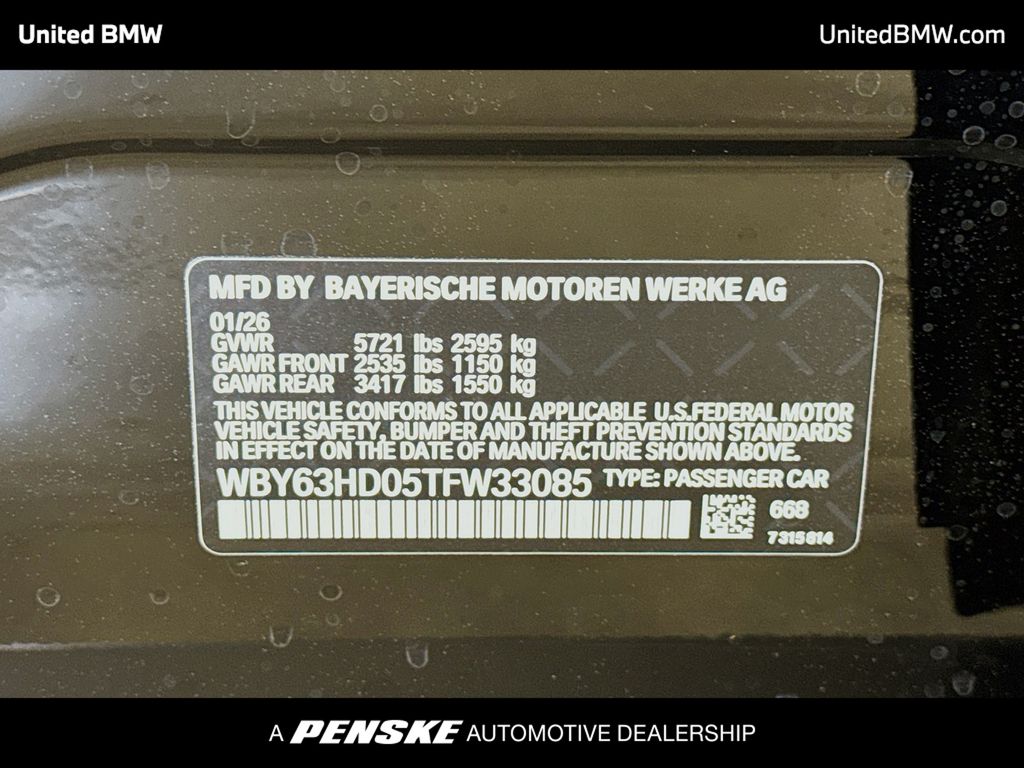 United BMW
UnitedBMW.com
MFD BY BAYERISCHE MOTOREN WERKE AG
01/26
GVWR 5721 lbs 2595 kg
GAWR FRONT 2535 lbs 1150 kg
GAWR REAR 3417 lbs 1550 kg
THIS VEHICLE CONFORMS TO ALL APPLICABLE U.S.FEDERAL MOTOR
VEHICLE SAFETY, BUMPER AND THEFT PREVENTION STANDARDS
IN EFFECT ON THE DATE OF MANUFACTURE SHOWN ABOVE.
WBY63HD05TFW33085 TYPE: PASSENGER CAR
668
7315814
A PENSKE AUTOMOTIVE DEALERSHIP